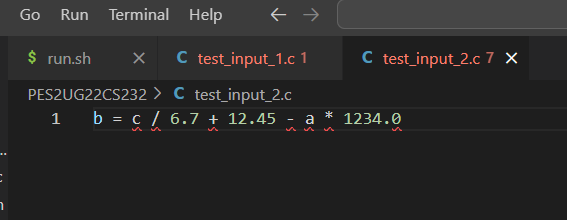 Go Run Terminal Help
$ run.sh C test_input_1.c 1 C test_input_2.c 7
PES2UG22CS232 > C test_input_2.c
1 b = c / 6.7 + 12.45 - a * 1234.0
...
c